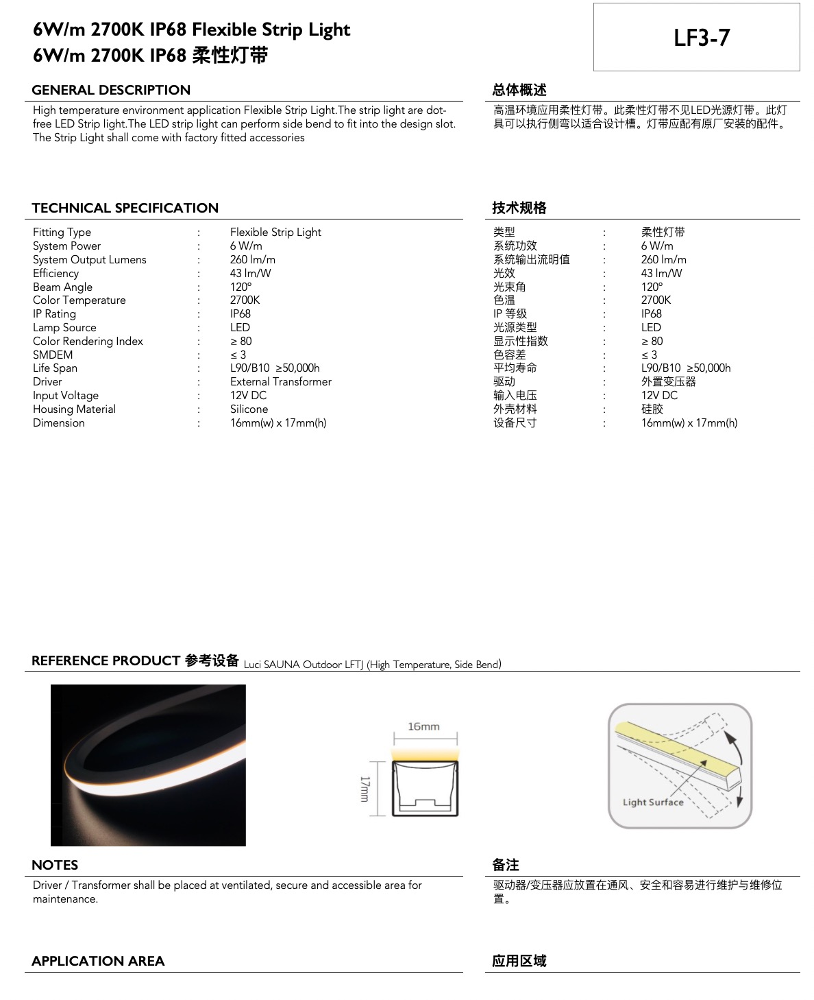 6W/m 2700K IP68 Flexible Strip Light
6W/m 2700K IP68 柔性灯带
LF3-7
GENERAL DESCRIPTION
High temperature environment application Flexible Strip Light.The strip light are dot-
free LED Strip light.The LED strip light can perform side bend to fit into the design slot.
The Strip Light shall come with factory fitted accessories
总体概述
高温环境应用柔性灯带。此柔性灯带不见LED光源灯带。此灯
具可以执行侧弯以适合设计槽。灯带应配有原厂安装的配件。
TECHNICAL SPECIFICATION
Fitting Type : Flexible Strip Light
System Power : 6 W/m
System Output Lumens : 260 lm/m
Efficiency : 43 lm/W
Beam Angle : 120º
Color Temperature : 2700K
IP Rating : IP68
Lamp Source : LED
Color Rendering Index : ≥ 80
SMDEM : ≤ 3
Life Span : L90/B10 ≥50,000h
Driver : External Transformer
Input Voltage : 12V DC
Housing Material : Silicone
Dimension : 16mm(w) x 17mm(h)
技术规格
类型 : 柔性灯带
系统功效 : 6 W/m
系统输出流明值 : 260 lm/m
光效 : 43 lm/W
光束角 : 120º
色温 : 2700K
IP 等级 : IP68
光源类型 : LED
显示性指数 : ≥ 80
色容差 : ≤ 3
平均寿命 : L90/B10 ≥50,000h
驱动 : 外置变压器
输入电压 : 12V DC
外壳材料 : 硅胶
设备尺寸 : 16mm(w) x 17mm(h)
REFERENCE PRODUCT 参考设备 Luci SAUNA Outdoor LFTJ (High Temperature, Side Bend)
16mm
17mm
Light Surface
NOTES
Driver / Transformer shall be placed at ventilated, secure and accessible area for
maintenance.
备注
驱动器/变压器应放置在通风、安全和容易进行维护与维修位
置。
APPLICATION AREA
应用区域